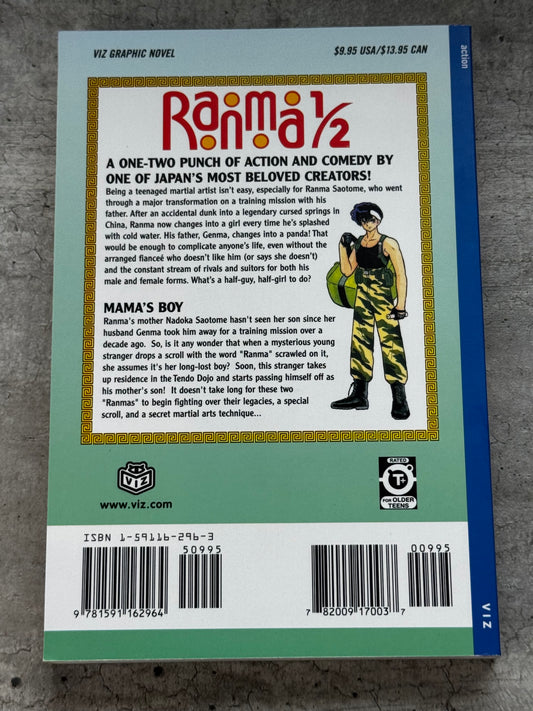 VIZ GRAPHIC NOVEL
$9.95 USA/$13.95 CAN
action
Ranma 1/2
A ONE-TWO PUNCH OF ACTION AND COMEDY BY
ONE OF JAPAN'S MOST BELOVED CREATORS!
Being a teenaged martial artist isn't easy, especially for Ranma Saotome, who went
through a major transformation on a training mission with his
father. After an accidental dunk into a legendary cursed springs in
China, Ranma now changes into a girl every time he's splashed
with cold water. His father, Genma, changes into a panda! That
would be enough to complicate anyone's life, even without the
arranged fianceé who doesn't like him (or says she doesn't)
and the constant stream of rivals and suitors for both his
male and female forms. What's a half-guy, half-girl to do?
MAMA'S BOY
Ranma's mother Nadoka Saotome hasn't seen her son since her
husband Genma took him away for a training mission over a
decade ago. So, is it any wonder that when a mysterious young
stranger drops a scroll with the word "Ranma" scrawled on it,
she assumes it's her long-lost boy? Soon, this stranger takes
up residence in the Tendo Dojo and starts passing himself off as
his mother's son! It doesn't take long for these two
"Ranmas" to begin fighting over their legacies, a special
scroll, and a secret martial arts technique...
VIZ
www.viz.com
RATED
T+
FOR OLDER
TEENS
ISBN 1-59116-296-3
50995
9 781591 162964
00995
7 82009 17003 7
VIZ